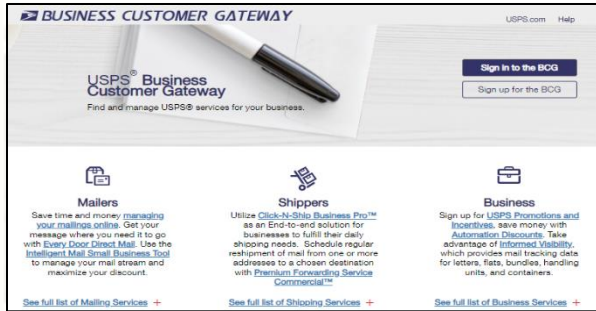 BUSINESS CUSTOMER GATEWAY
USPS.com Help
USPS® Business
Customer Gateway
Find and manage USPS® services for your business.
Sign in to the BCG
Sign up for the BCG
Mailers
Save time and money managing
your mailings online. Get your
message where you need it to go
with Every Door Direct Mail. Use the
Intelligent Mail Small Business Tool
to manage your mail stream and
maximize your discount.
See full list of Mailing Services +
Shippers
Utilize Click-N-Ship Business Pro™
as an End-to-end solution for
businesses to fulfill their daily
shipping needs. Schedule regular
reshipment of mail from one or more
addresses to a chosen destination
with Premium Forwarding Service
Commercial™
See full list of Shipping Services +
Business
Sign up for USPS Promotions and
Incentives, save money with
Automation Discounts. Take
advantage of Informed Visibility,
which provides mail tracking data
for letters, flats, bundles, handling
units, and containers.
See full list of Business Services +